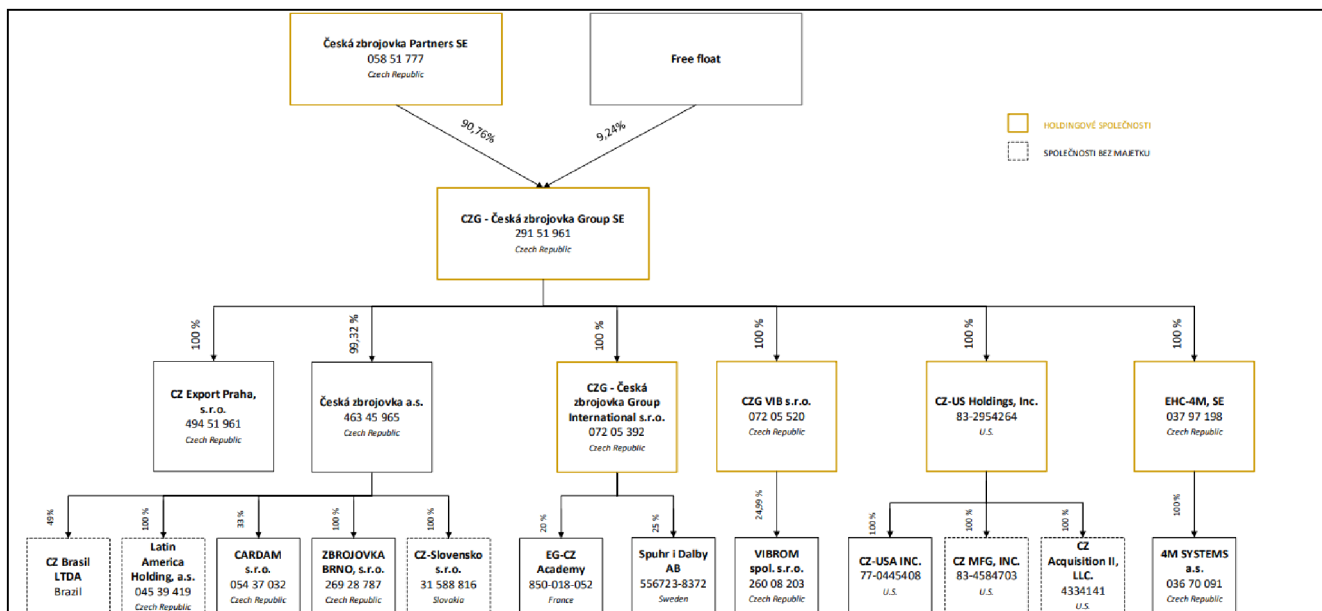 Česká zbrojovka Partners SE
058 51 777
Czech Republic
Free float
90,76%
9,24%
HOLDINGOVÉ SPOLEČNOSTI
SPOLEČNOSTI BEZ MAJETKU
CZG - Česká zbrojovka Group SE
291 51 961
Czech Republic
100 %
99,32 %
100 %
100 %
100 %
100 %
CZ Export Praha,
s.r.o.
494 51 961
Czech Republic
Česká zbrojovka a.s.
463 45 965
Czech Republic
CZG - Česká
zbrojovka Group
International s.r.o.
072 05 392
Czech Republic
CZG VIB s.r.o.
072 05 520
Czech Republic
CZ-US Holdings, Inc.
83-2954264
U.S.
EHC-4M, SE
037 97 198
Czech Republic
49%
100 %
33 %
100 %
100 %
20 %
25 %
24,99 %
100 %
100 %
100 %
100%
CZ Brasil
LTDA
Brazil
Latin
America
Holding, a.s.
045 39 419
Czech Republic
CARDAM
s.r.o.
054 37 032
Czech Republic
ZBROJOVKA
BRNO, s.r.o.
269 28 787
Czech Republic
CZ-Slovensko
s.r.o.
31 588 816
Slovakia
EG-CZ
Academy
850-018-052
France
Spuhr i Dalby
AB
556723-8372
Sweden
VIBROM
spol. s.r.o.
260 08 203
Czech Republic
CZ-USA INC.
77-0445408
U.S.
CZ MFG, INC.
83-4584703
U.S.
CZ
Acquisition II,
LLC.
4334141
U.S.
4M SYSTEMS
a.s.
036 70 091
Czech Republic